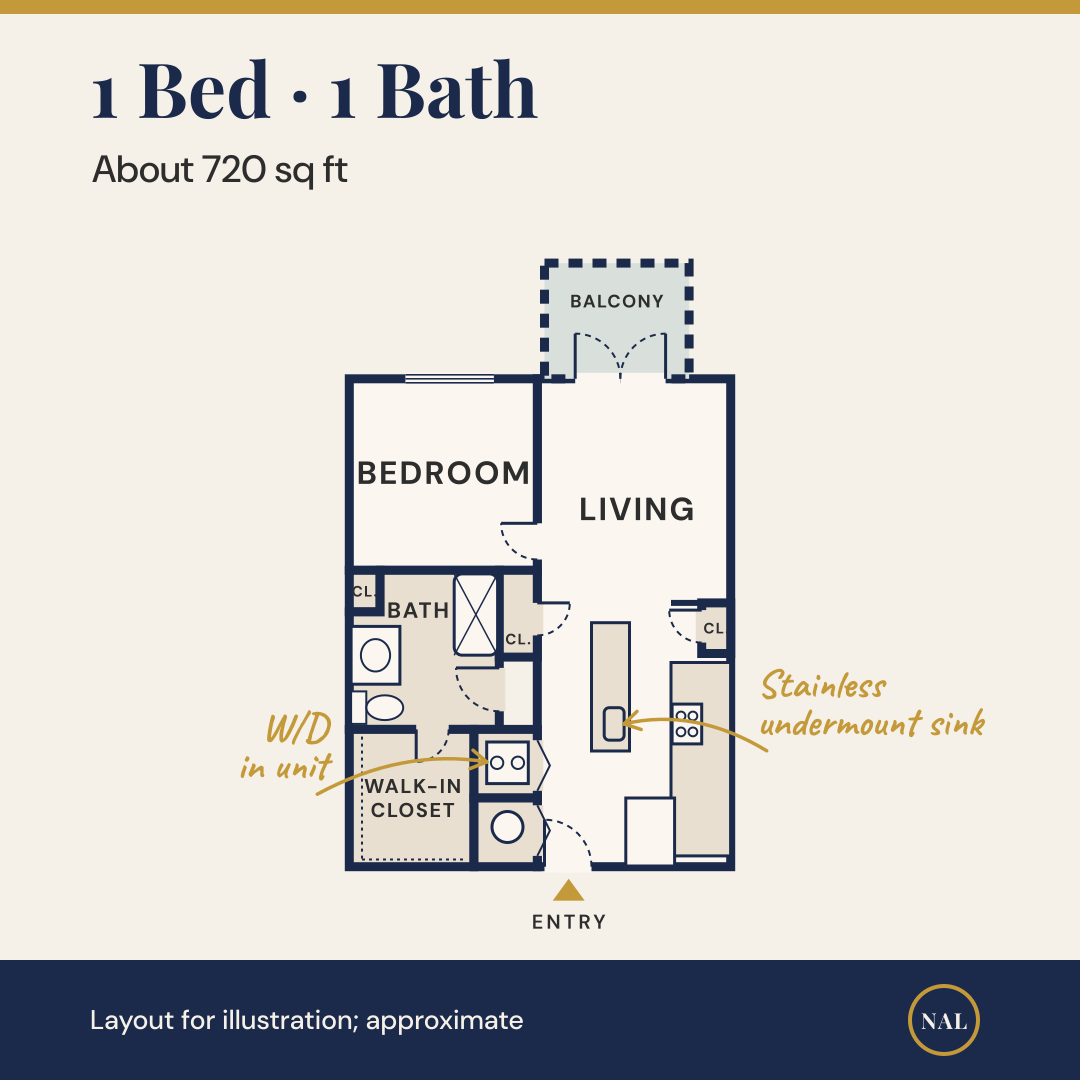 1 Bed · 1 Bath
About 720 sq ft
BALCONY
BEDROOM
LIVING
CL.
BATH
CL.
CL
Stainless
undermount sink
W/D
in unit
WALK-IN
CLOSET
ENTRY
Layout for illustration; approximate
NAL